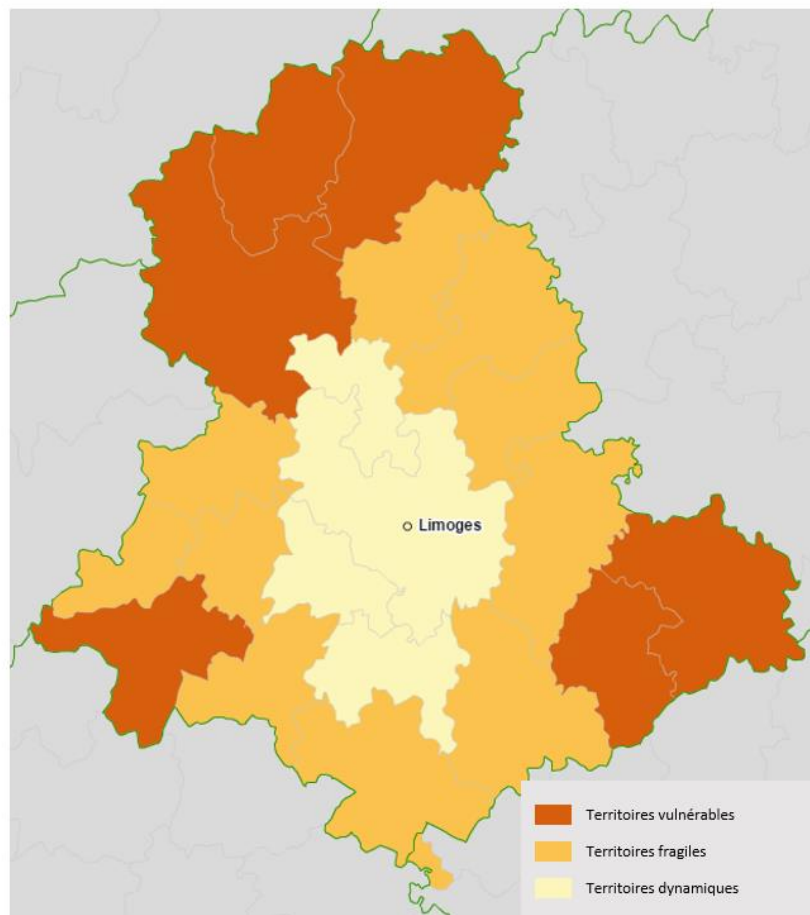 Limoges
Territoires vulnérables
Territoires fragiles
Territoires dynamiques